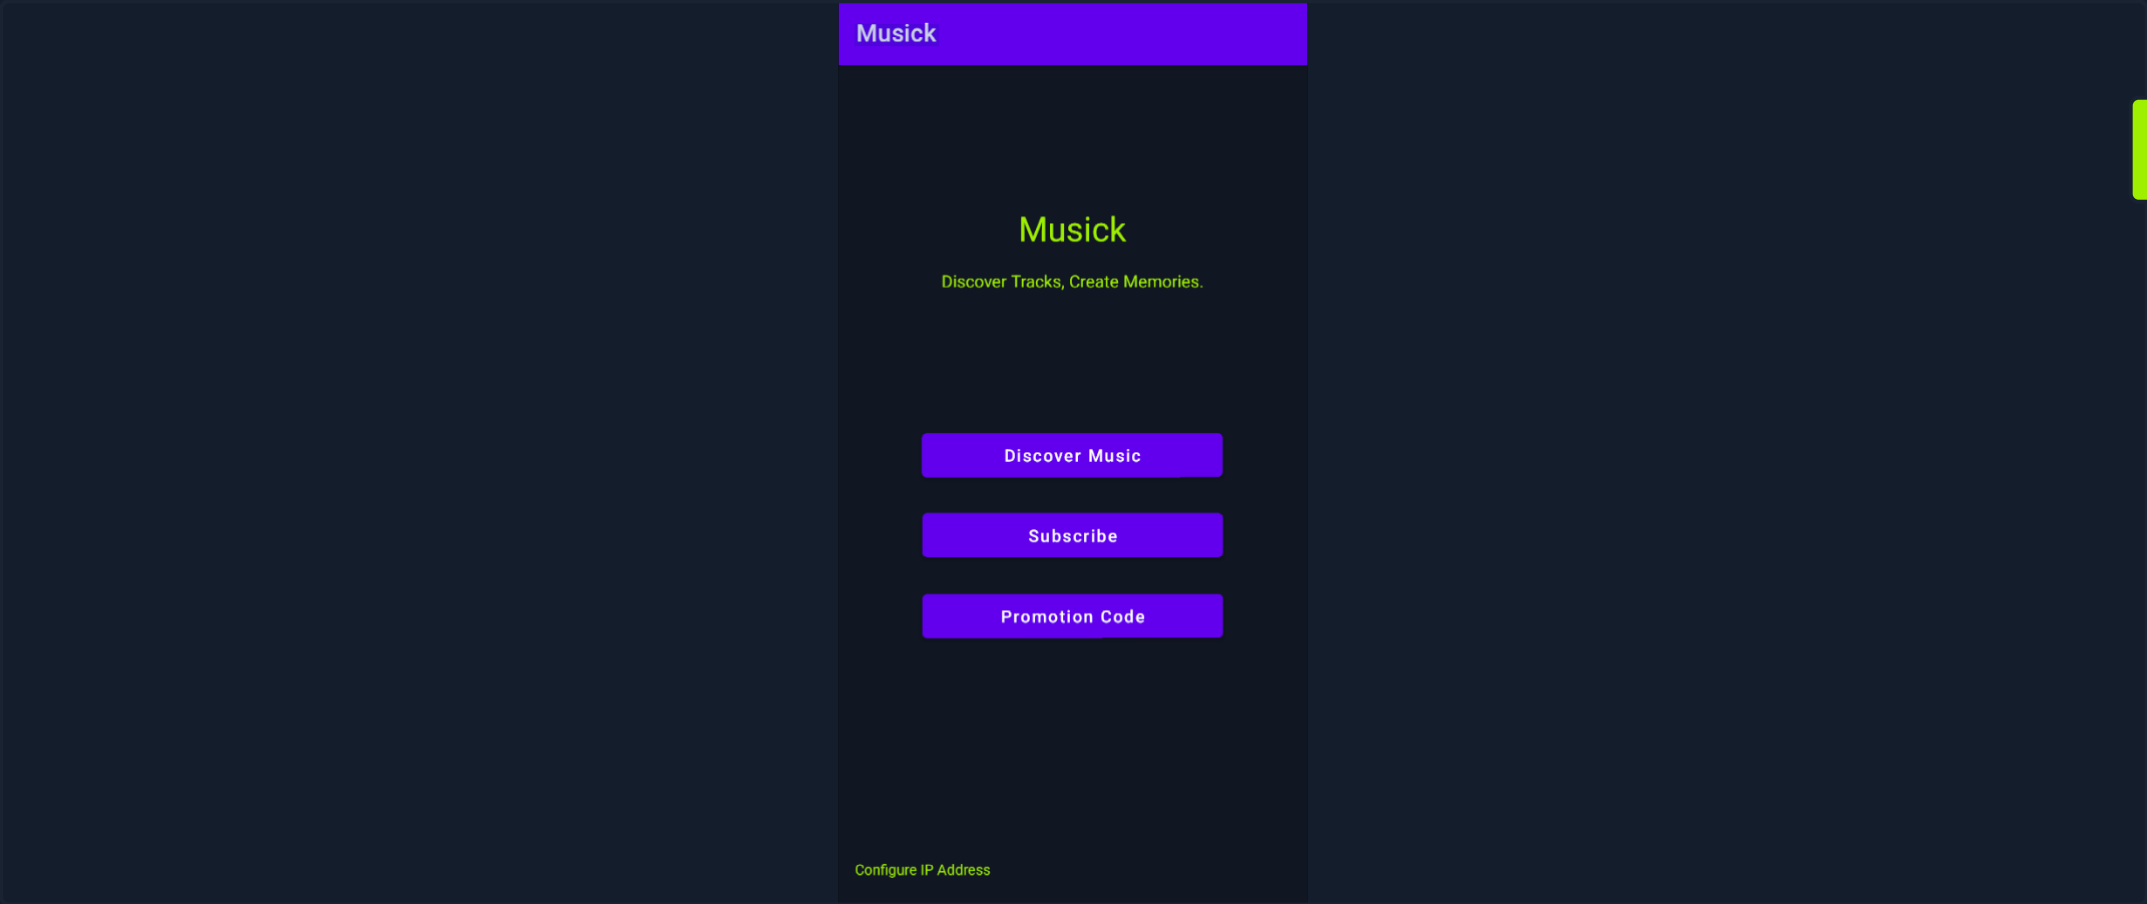 Musick
Musick
Discover Tracks, Create Memories.
Discover Music
Subscribe
Promotion Code
Configure IP Address